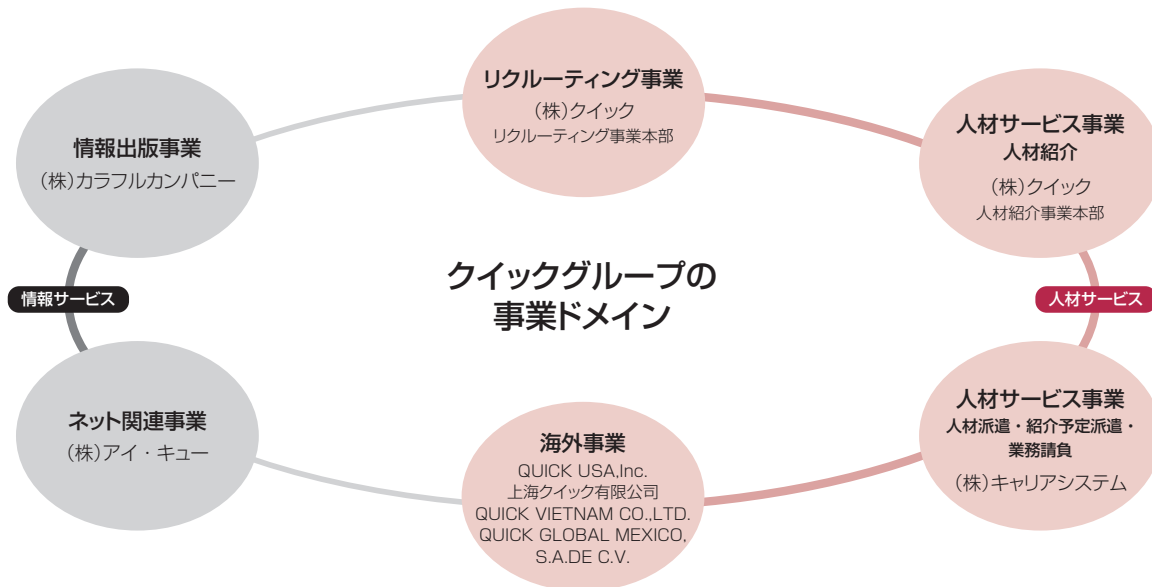 リクルーティング事業
(株)クイック
リクルーティング事業本部
情報出版事業
(株)カラフルカンパニー
人材サービス事業
人材紹介
(株)クイック
人材紹介事業本部
クイックグループの
事業ドメイン
情報サービス
人材サービス
ネット関連事業
(株)アイ・キュー
海外事業
QUICK USA,Inc.
上海クイック有限公司
QUICK VIETNAM CO.,LTD.
QUICK GLOBAL MEXICO,
S.A.DE C.V.
人材サービス事業
人材派遣・紹介予定派遣・
業務請負
(株)キャリアシステム